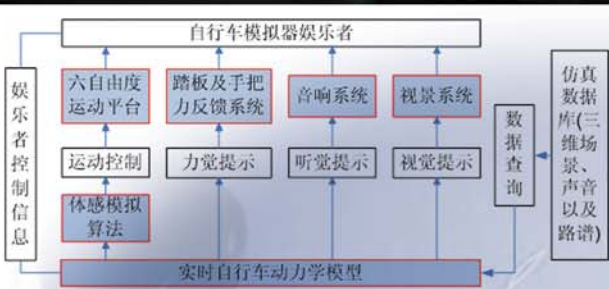 自行车模拟器娱乐者
娱
乐
者
控
制
信
息
六自由度
运动平台
踏板及手把
力反馈系统
音响系统
视景系统
运动控制
力觉提示
听觉提示
视觉提示
体感模拟
算法
实时自行车动力学模型
数
据
查
询
仿真
数据
库(三
维场
景、
声音
以及
路谱)